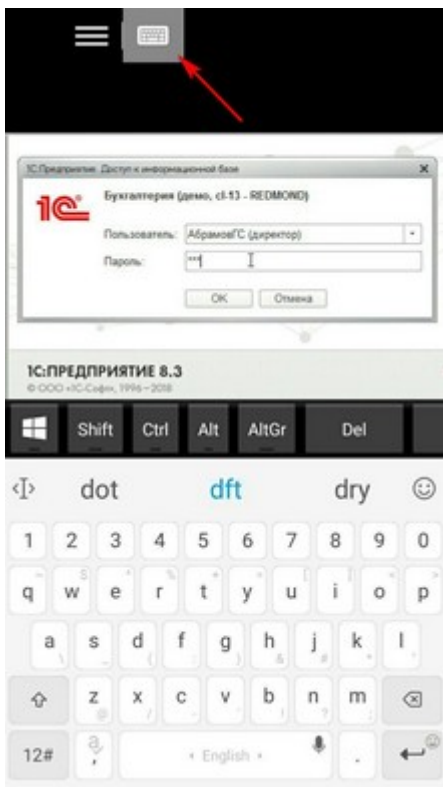 1С:Предприятие. Доступ к информационной базе
1С
Бухгалтерия (демо, cl-13 - REDMOND)
Пользователь: АбрамовГС (директор)
Пароль: ***
OK Отмена
1С:ПРЕДПРИЯТИЕ 8.3
© ООО «1С-Софт», 1996–2018
Shift Ctrl Alt AltGr Del
dot dft dry
1 2 3 4 5 6 7 8 9 0
q w e r t y u i o p
a s d f g h j k l
z x c v b n m
12# , English .